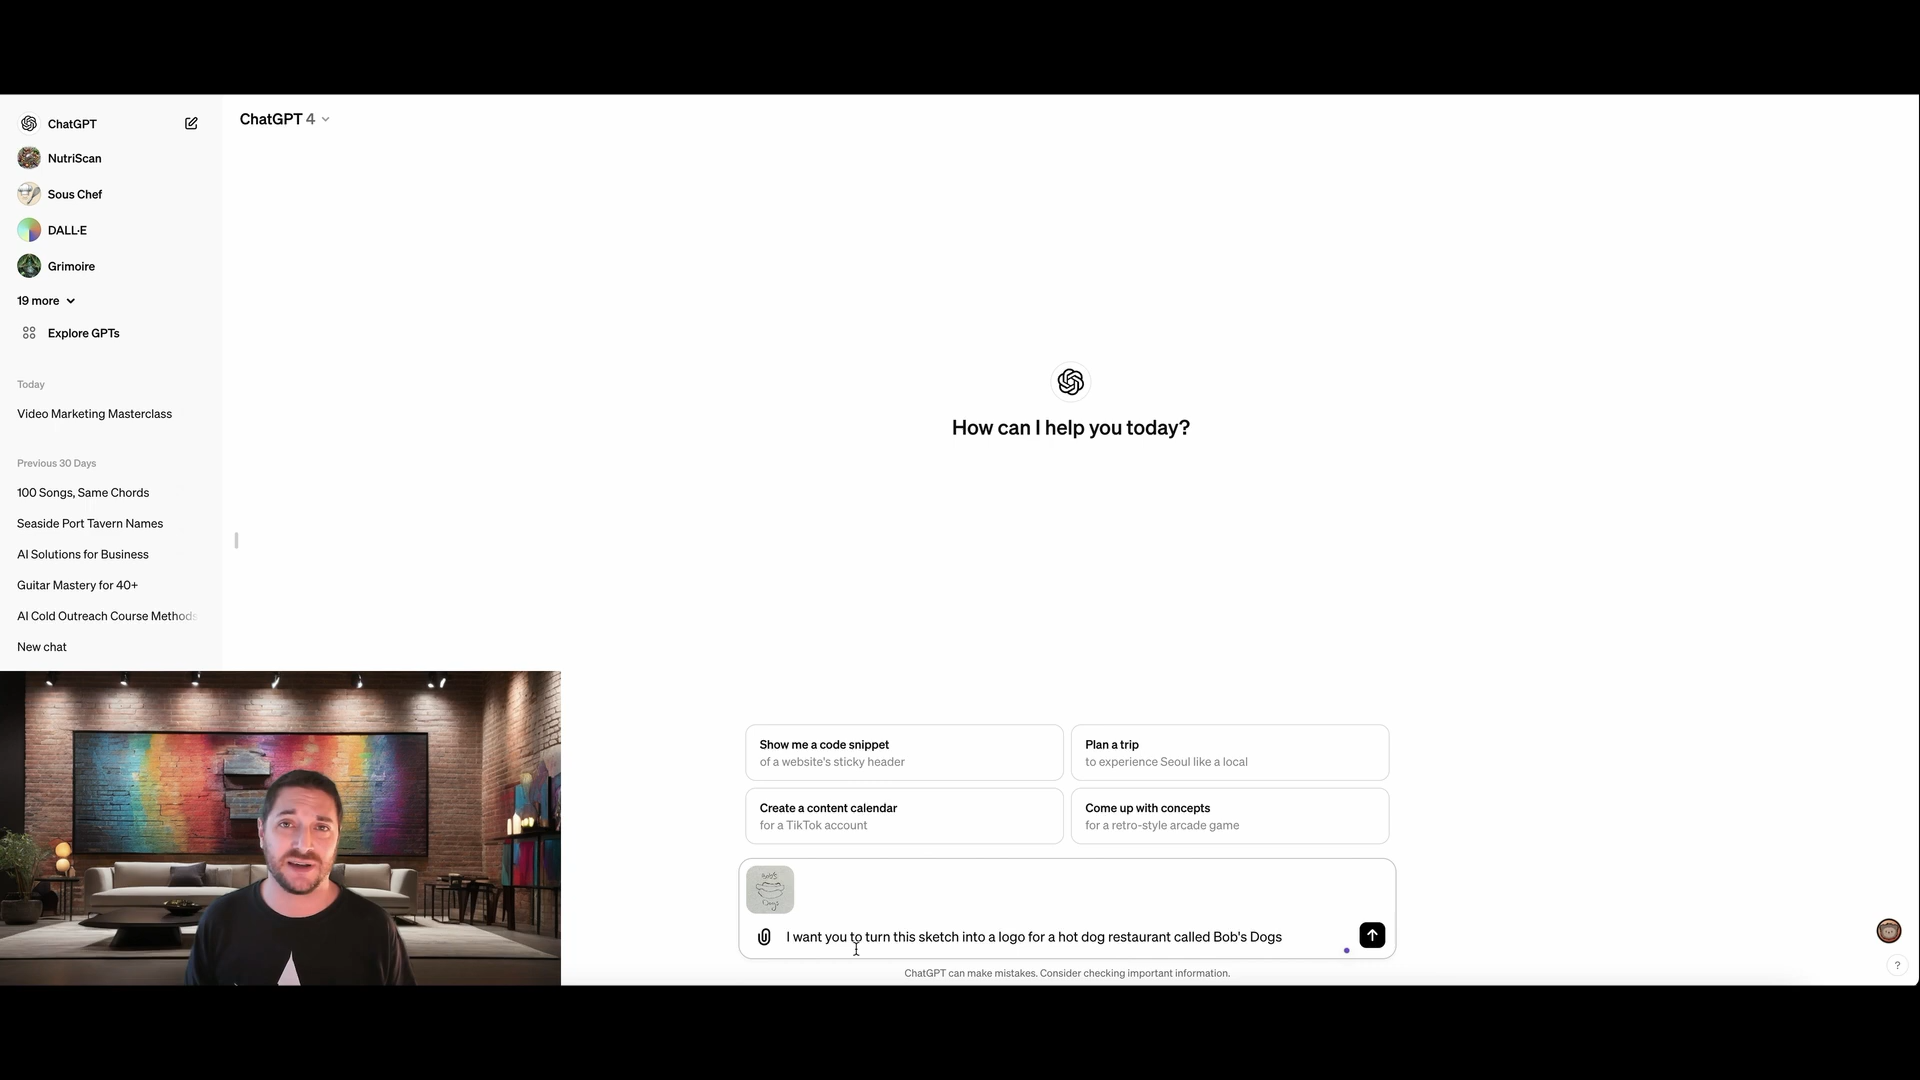 ChatGPT
NutriScan
Sous Chef
DALL·E
Grimoire
19 more
Explore GPTs
Today
Video Marketing Masterclass
Previous 30 Days
100 Songs, Same Chords
Seaside Port Tavern Names
AI Solutions for Business
Guitar Mastery for 40+
AI Cold Outreach Course Methods
New chat
ChatGPT 4
How can I help you today?
Show me a code snippet
of a website's sticky header
Plan a trip
to experience Seoul like a local
Create a content calendar
for a TikTok account
Come up with concepts
for a retro-style arcade game
Bob's
Dogs
I want you to turn this sketch into a logo for a hot dog restaurant called Bob's Dogs
ChatGPT can make mistakes. Consider checking important information.
?